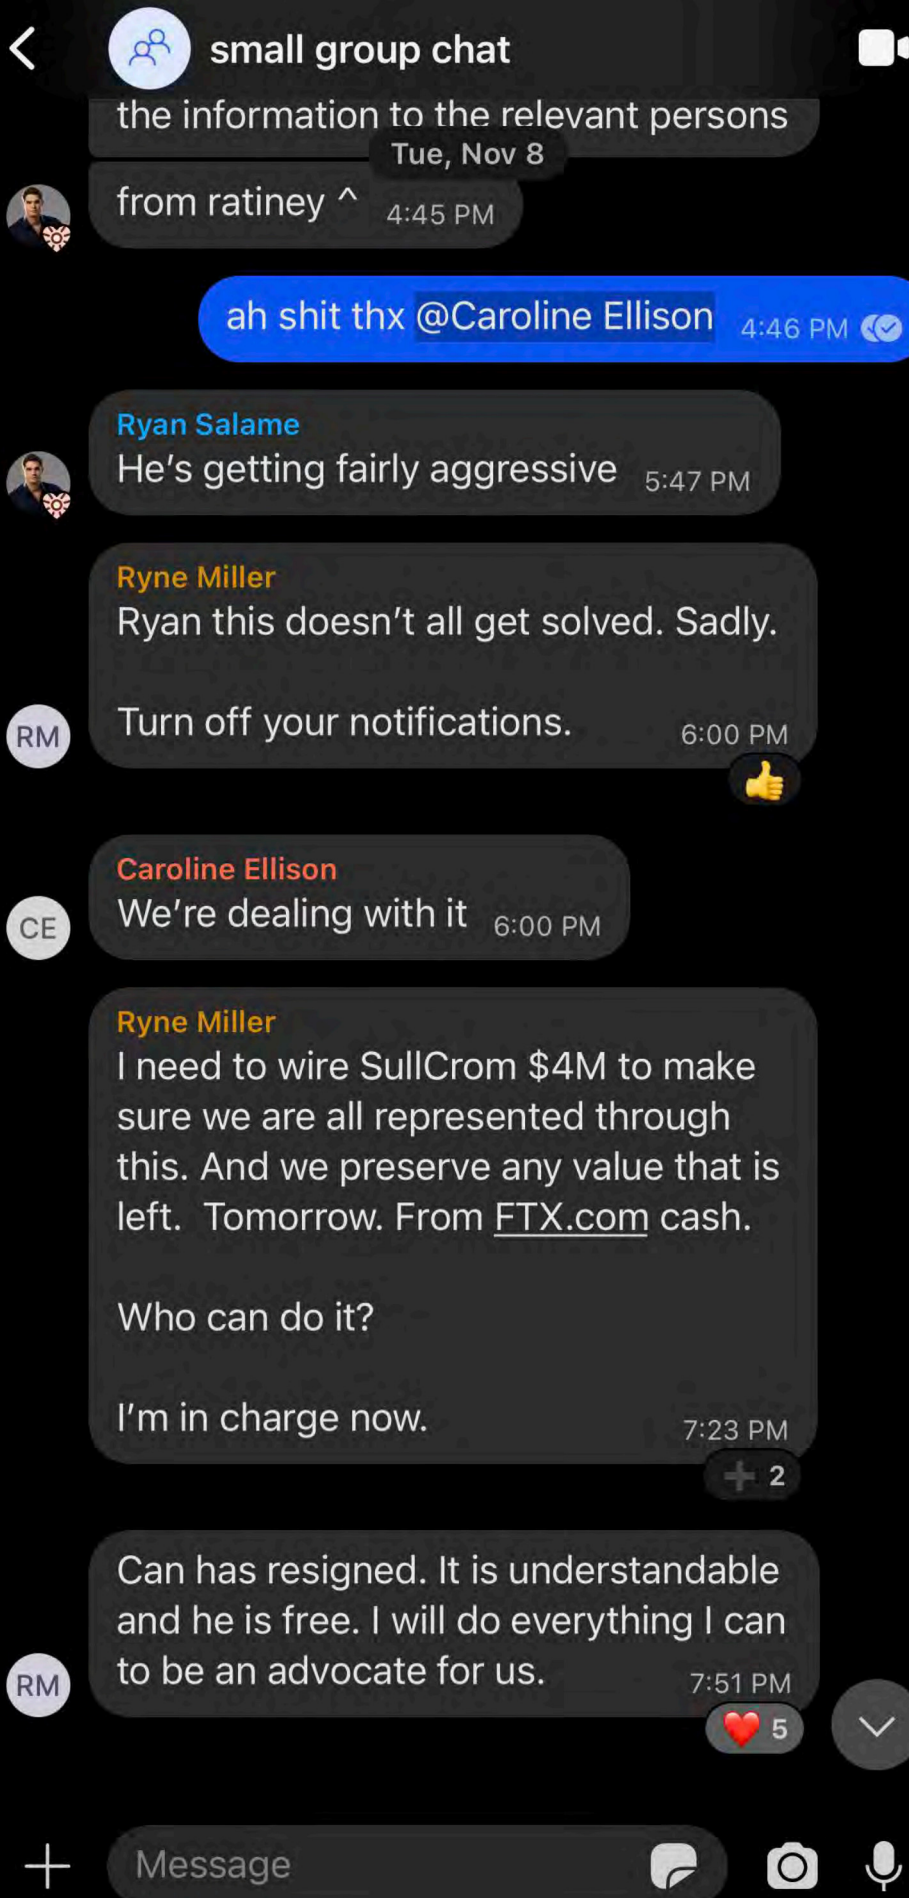 small group chat
the information to the relevant persons
Tue, Nov 8
from ratiney ^ 4:45 PM
ah shit thx @Caroline Ellison 4:46 PM
Ryan Salame
He's getting fairly aggressive 5:47 PM
Ryne Miller
Ryan this doesn't all get solved. Sadly.
Turn off your notifications. 6:00 PM
RM
Caroline Ellison
We're dealing with it 6:00 PM
CE
Ryne Miller
I need to wire SullCrom $4M to make
sure we are all represented through
this. And we preserve any value that is
left.  Tomorrow. From FTX.com cash.
Who can do it?
I'm in charge now. 7:23 PM
2
Can has resigned. It is understandable
and he is free. I will do everything I can
to be an advocate for us. 7:51 PM
RM
5
Message